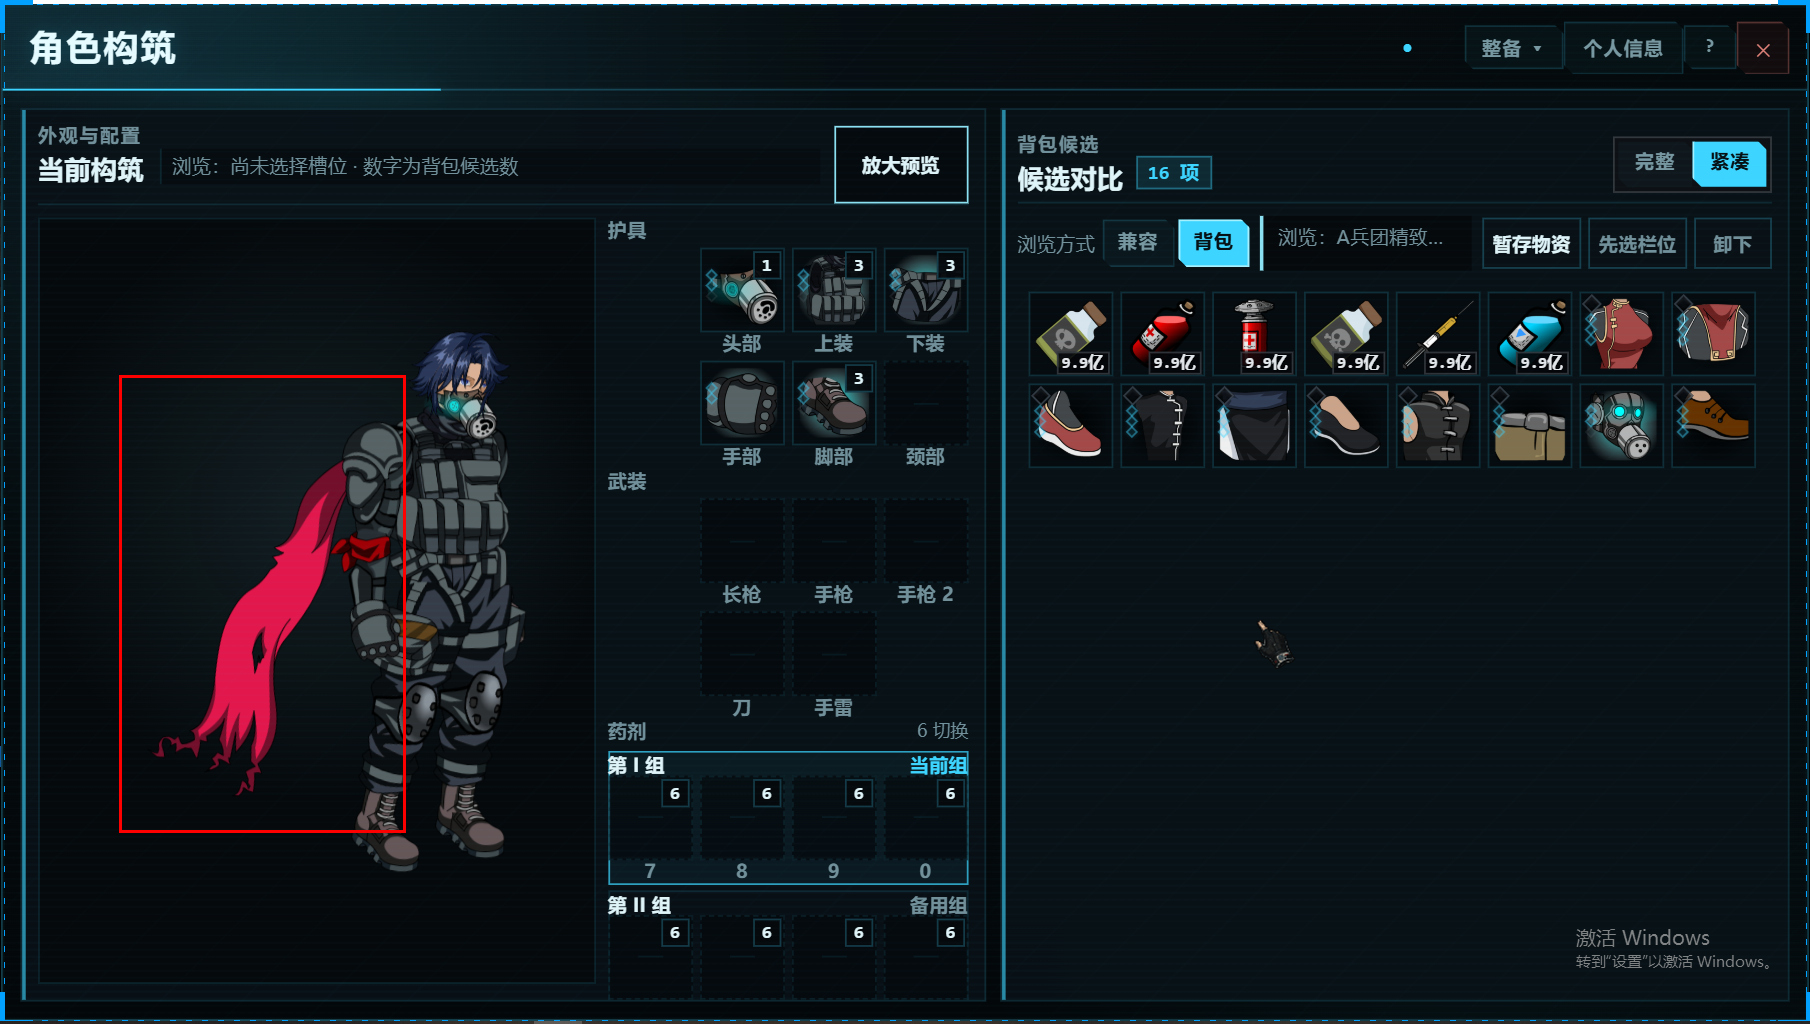 角色构筑
整备 ▾
个人信息
?
×
外观与配置
当前构筑
浏览：尚未选择槽位 · 数字为背包候选数
放大预览
护具
1
3
3
头部
上装
下装
3
手部
脚部
颈部
武装
长枪
手枪
手枪 2
刀
手雷
药剂
6 切换
第 I 组
当前组
6
6
6
6
7
8
9
0
第 II 组
备用组
6
6
6
6
背包候选
候选对比
16 项
完整
紧凑
浏览方式
兼容
背包
浏览：A兵团精致...
暂存物资
先选栏位
卸下
9.9亿
9.9亿
9.9亿
9.9亿
9.9亿
9.9亿
激活 Windows
转到"设置"以激活 Windows。